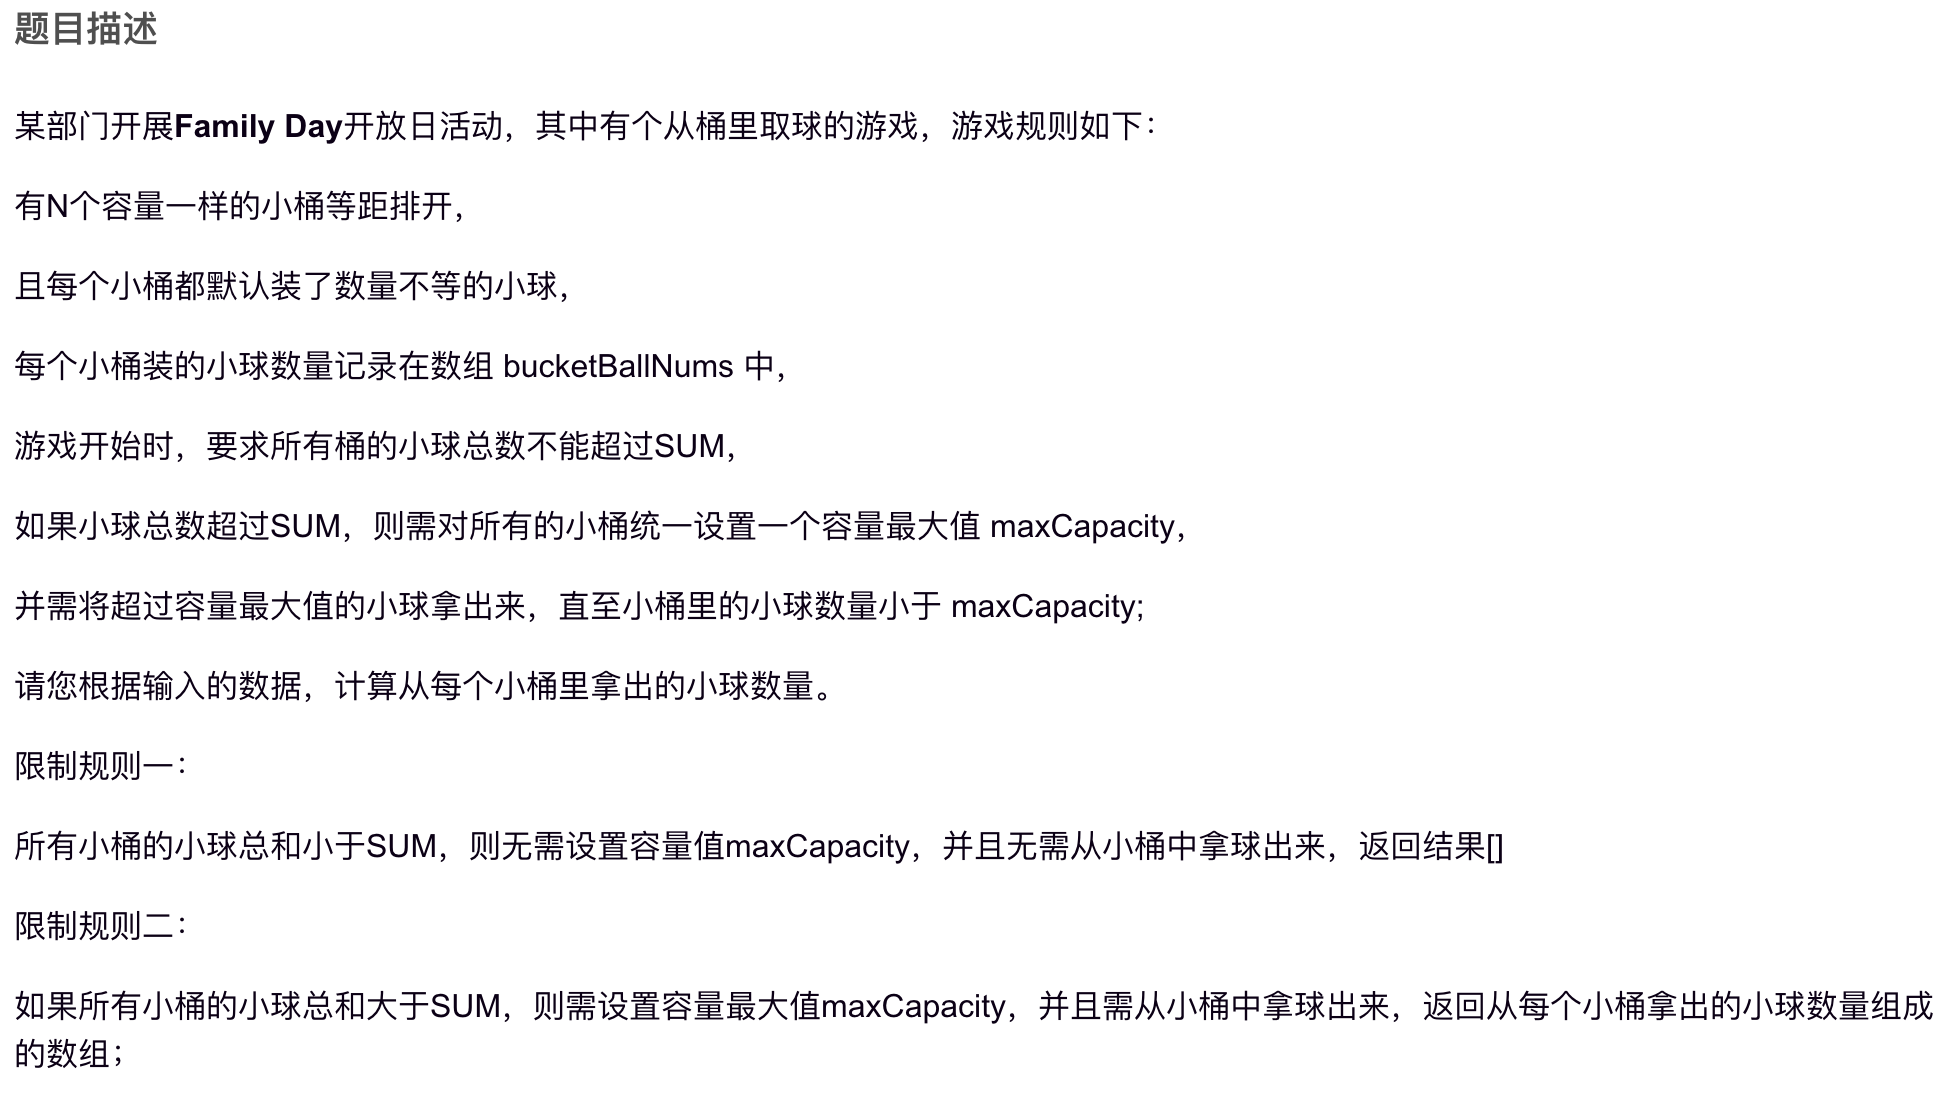 题目描述
某部门开展Family Day开放日活动，其中有个从桶里取球的游戏，游戏规则如下：
有N个容量一样的小桶等距排开，
且每个小桶都默认装了数量不等的小球，
每个小桶装的小球数量记录在数组 bucketBallNums 中，
游戏开始时，要求所有桶的小球总数不能超过SUM，
如果小球总数超过SUM，则需对所有的小桶统一设置一个容量最大值 maxCapacity，
并需将超过容量最大值的小球拿出来，直至小桶里的小球数量小于 maxCapacity;
请您根据输入的数据，计算从每个小桶里拿出的小球数量。
限制规则一：
所有小桶的小球总和小于SUM，则无需设置容量值maxCapacity，并且无需从小桶中拿球出来，返回结果[]
限制规则二：
如果所有小桶的小球总和大于SUM，则需设置容量最大值maxCapacity，并且需从小桶中拿球出来，返回从每个小桶拿出的小球数量组成
的数组；